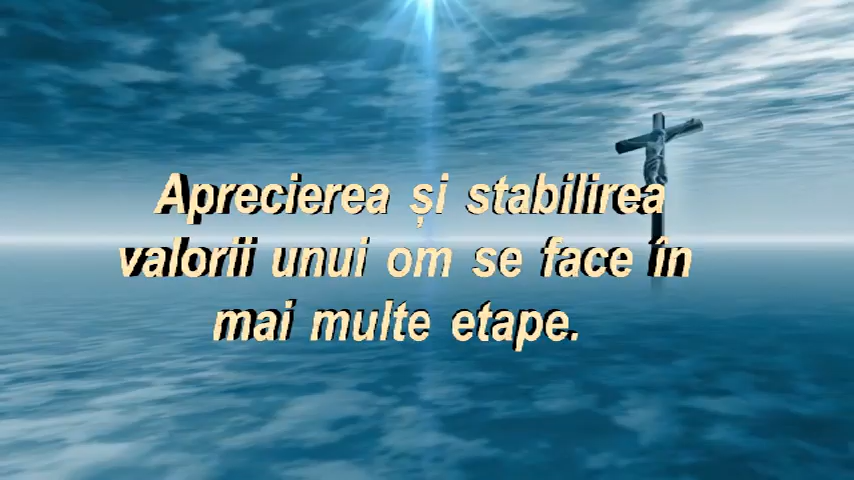 Aprecierea și stabilirea
valorii unui om se face în
mai multe etape.